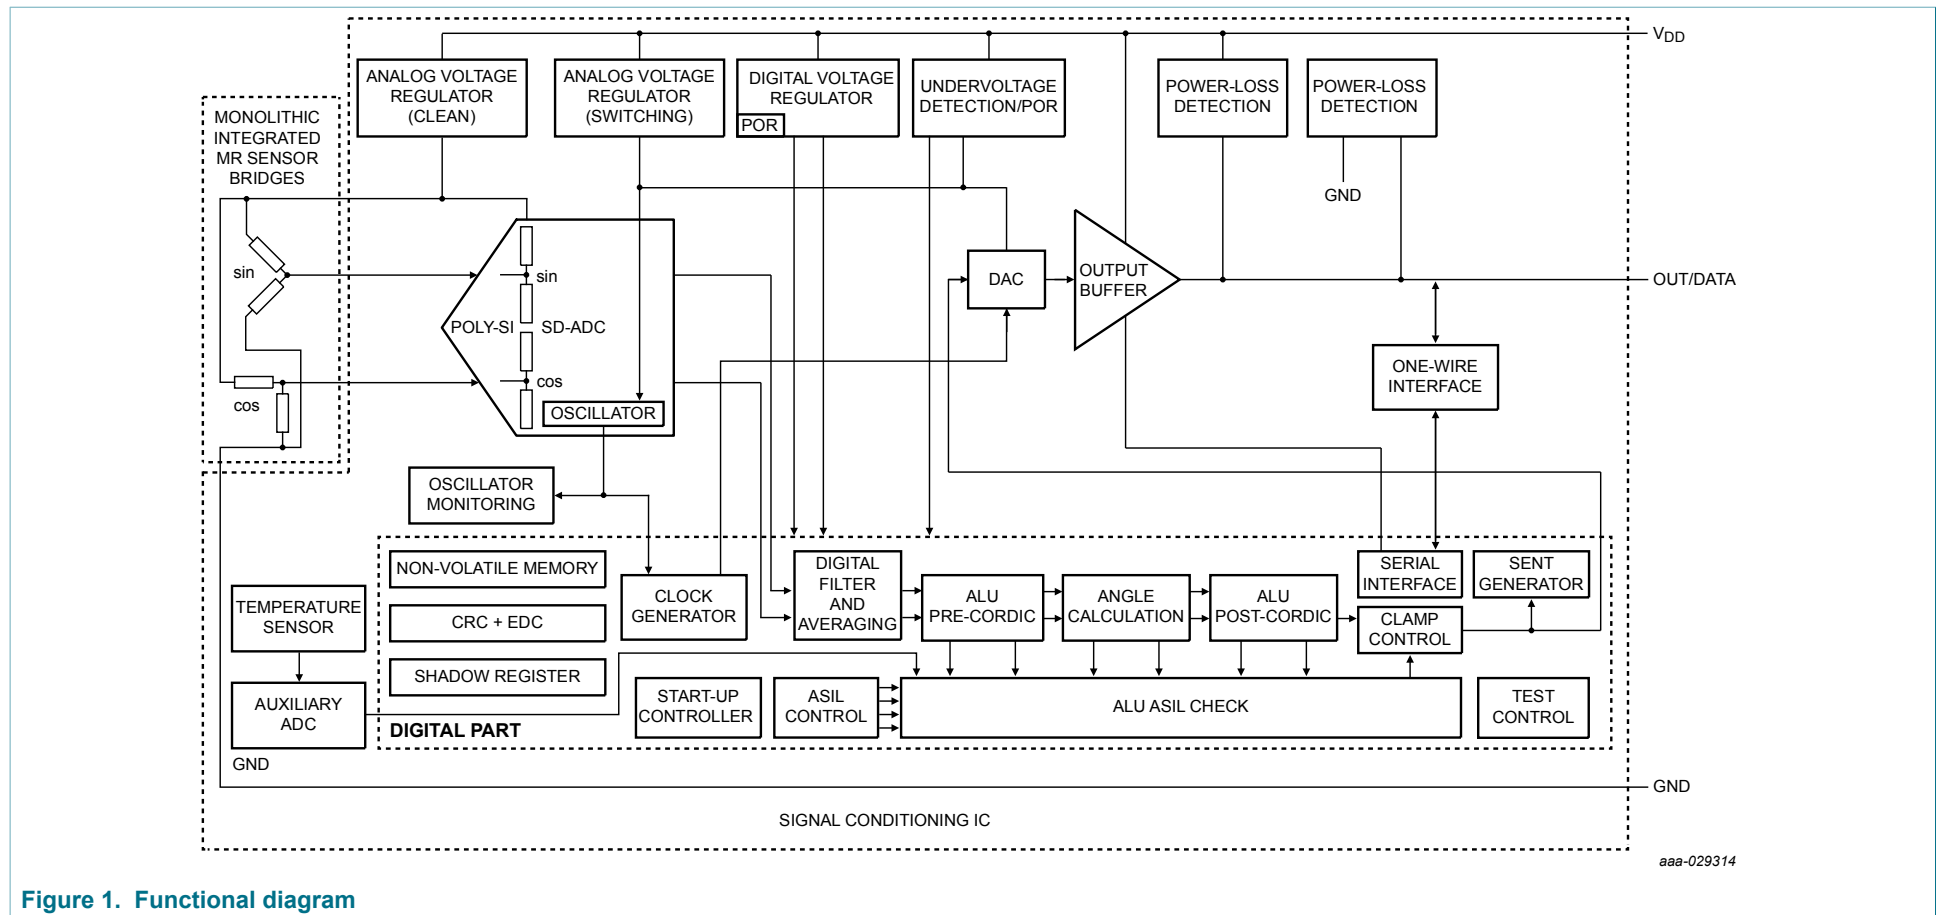 V_DD
ANALOG VOLTAGE
REGULATOR
(CLEAN)
ANALOG VOLTAGE
REGULATOR
(SWITCHING)
DIGITAL VOLTAGE
REGULATOR
POR
UNDERVOLTAGE
DETECTION/POR
POWER-LOSS
DETECTION
POWER-LOSS
DETECTION
GND
MONOLITHIC
INTEGRATED
MR SENSOR
BRIDGES
sin
cos
sin
POLY-SI
SD-ADC
cos
OSCILLATOR
DAC
OUTPUT
BUFFER
OUT/DATA
ONE-WIRE
INTERFACE
OSCILLATOR
MONITORING
NON-VOLATILE MEMORY
CRC + EDC
SHADOW REGISTER
CLOCK
GENERATOR
DIGITAL
FILTER
AND
AVERAGING
ALU
PRE-CORDIC
ANGLE
CALCULATION
ALU
POST-CORDIC
SERIAL
INTERFACE
SENT
GENERATOR
CLAMP
CONTROL
TEMPERATURE
SENSOR
AUXILIARY
ADC
GND
DIGITAL PART
START-UP
CONTROLLER
ASIL
CONTROL
ALU ASIL CHECK
TEST
CONTROL
GND
SIGNAL CONDITIONING IC
aaa-029314
Figure 1. Functional diagram